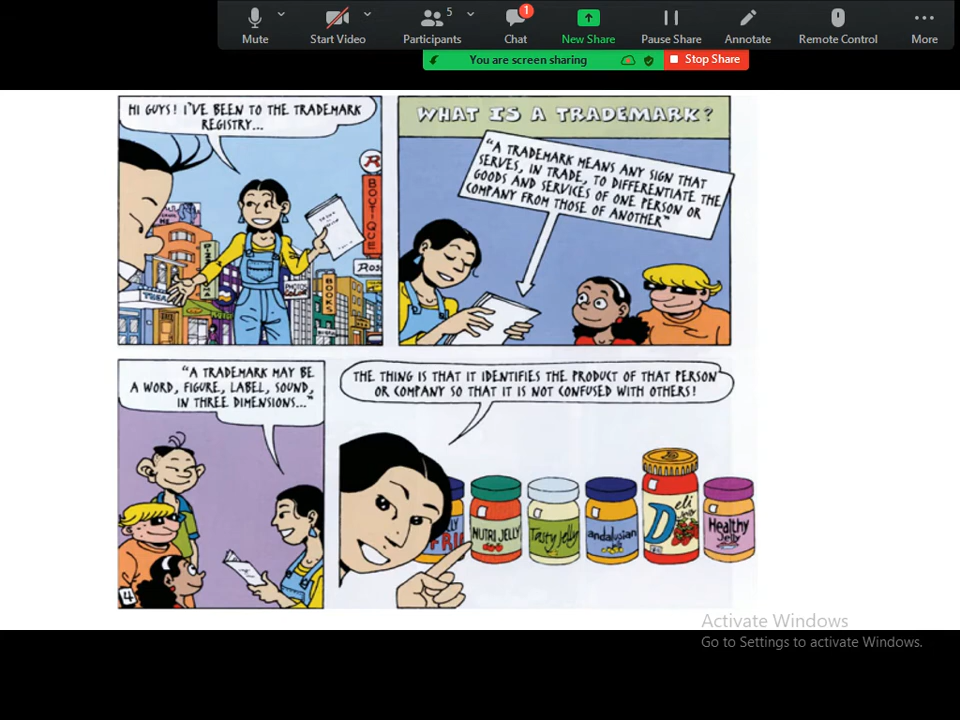 5
1
Mute
Start Video
Participants
Chat
New Share
Pause Share
Annotate
Remote Control
More
You are screen sharing
Stop Share
HI GUYS! I'VE BEEN TO THE TRADEMARK
REGISTRY...
R
BOUTIQUE
PHOTOS
BOOKS
WHAT IS A TRADEMARK?
"A TRADEMARK MEANS ANY SIGN THAT
SERVES, IN TRADE, TO DIFFERENTIATE THE
GOODS AND SERVICES OF ONE PERSON OR
COMPANY FROM THOSE OF ANOTHER"
"A TRADEMARK MAY BE
A WORD, FIGURE, LABEL, SOUND,
IN THREE DIMENSIONS..."
4
THE THING IS THAT IT IDENTIFIES THE PRODUCT OF THAT PERSON
OR COMPANY SO THAT IT IS NOT CONFUSED WITH OTHERS!
NUTRI JELLY
Tasty Jelly
andalusian
Deli
Healthy
Jelly
Activate Windows
Go to Settings to activate Windows.